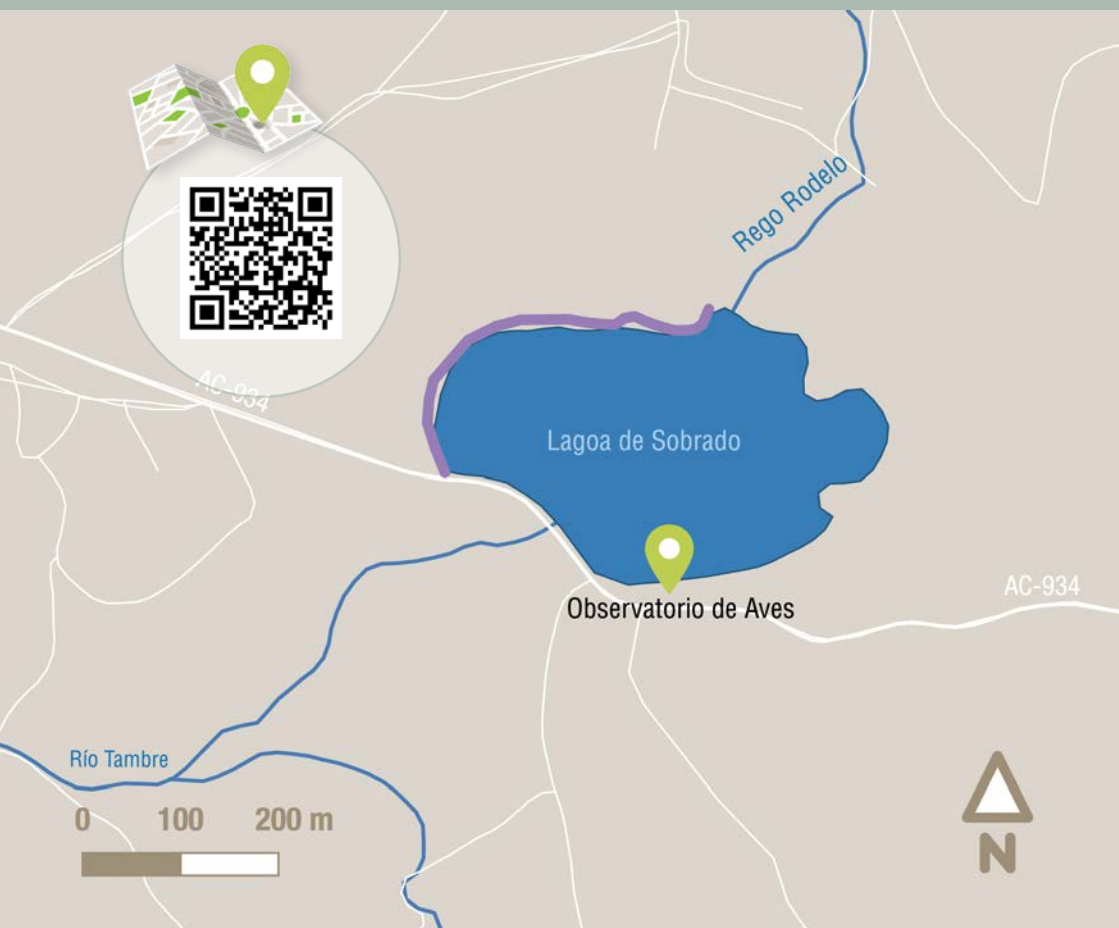 Rego Rodelo
AC-934
Lagoa de Sobrado
AC-934
Observatorio de Aves
Río Tambre
0 100 200 m
N